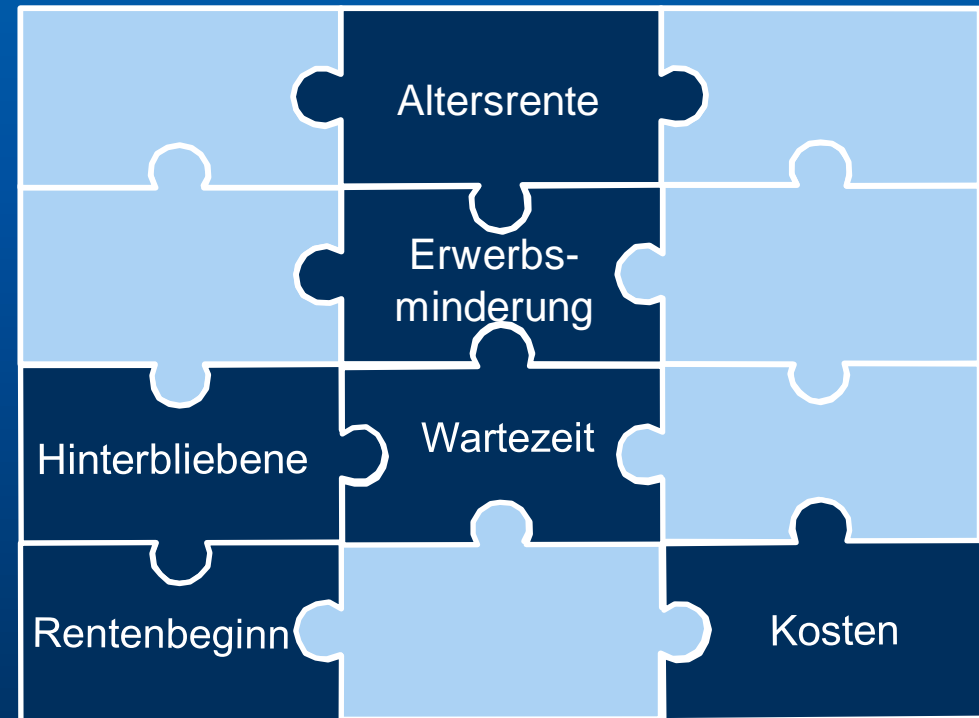 Altersrente
Erwerbs-
minderung
Wartezeit
Hinterbliebene
Rentenbeginn
Kosten